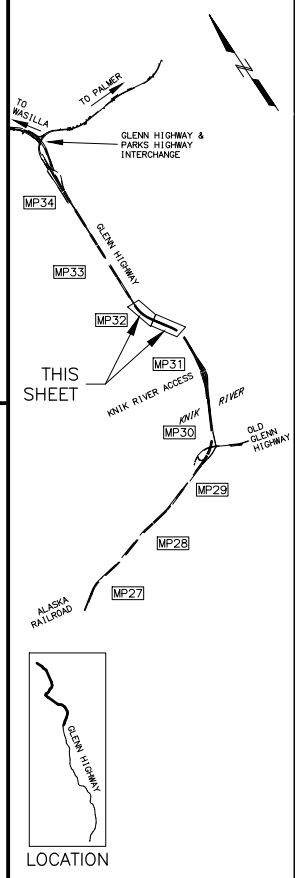 TO
WASILLA
TO PALMER
GLENN HIGHWAY &
PARKS HIGHWAY
INTERCHANGE
MP34
GLENN HIGHWAY
MP33
MP32
THIS
SHEET
MP31
KNIK RIVER ACCESS
KNIK RIVER
MP30
OLD
GLENN
HIGHWAY
MP29
MP28
MP27
ALASKA
RAILROAD
GLENN HIGHWAY
LOCATION
N